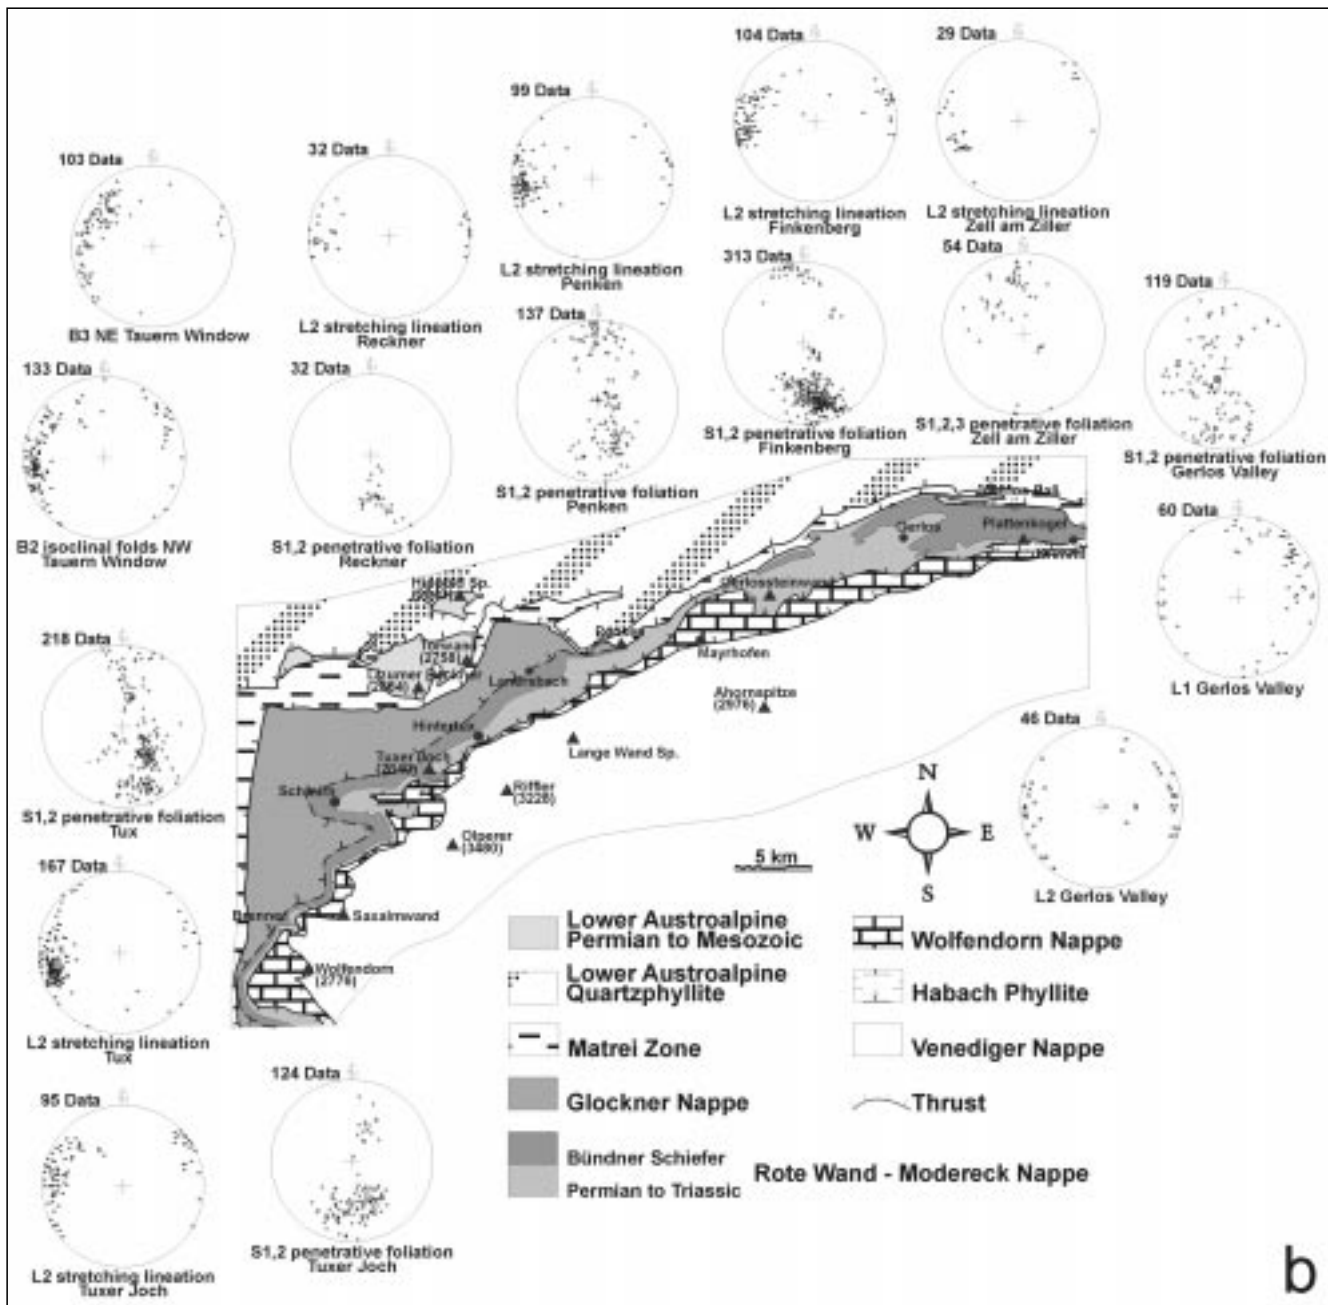 104 Data
29 Data
L2 stretching lineation
Finkenberg
L2 stretching lineation
Zell am Ziller
99 Data
L2 stretching lineation
Penken
103 Data
B3 NE Tauern Window
32 Data
L2 stretching lineation
Reckner
313 Data
S1,2 penetrative foliation
Finkenberg
54 Data
S1,2,3 penetrative foliation
Zell am Ziller
119 Data
S1,2 penetrative foliation
Gerlos Valley
137 Data
S1,2 penetrative foliation
Penken
133 Data
B2 isoclinal folds NW
Tauern Window
32 Data
S1,2 penetrative foliation
Reckner
60 Data
L1 Gerlos Valley
218 Data
S1,2 penetrative foliation
Tux
46 Data
L2 Gerlos Valley
167 Data
L2 stretching lineation
Tux
95 Data
L2 stretching lineation
Tuxer Joch
124 Data
S1,2 penetrative foliation
Tuxer Joch
Gerlos
Plattenkogel
Gerlossteinwand
Mayrhofen
Ahornspitze
(2976)
Torwand
(2758)
Lanersbach
Hintertux
Lange Wand Sp.
Tuxer Joch
Riffler
(3228)
Olperer
(3480)
Brenner
Saxalmwand
Wolfendorn
(2776)
N
W
E
S
5 km
Lower Austroalpine
Permian to Mesozoic
Lower Austroalpine
Quartzphyllite
Matrei Zone
Glockner Nappe
Bündner Schiefer
Permian to Triassic
Rote Wand - Modereck Nappe
Wolfendorn Nappe
Habach Phyllite
Venediger Nappe
Thrust
b